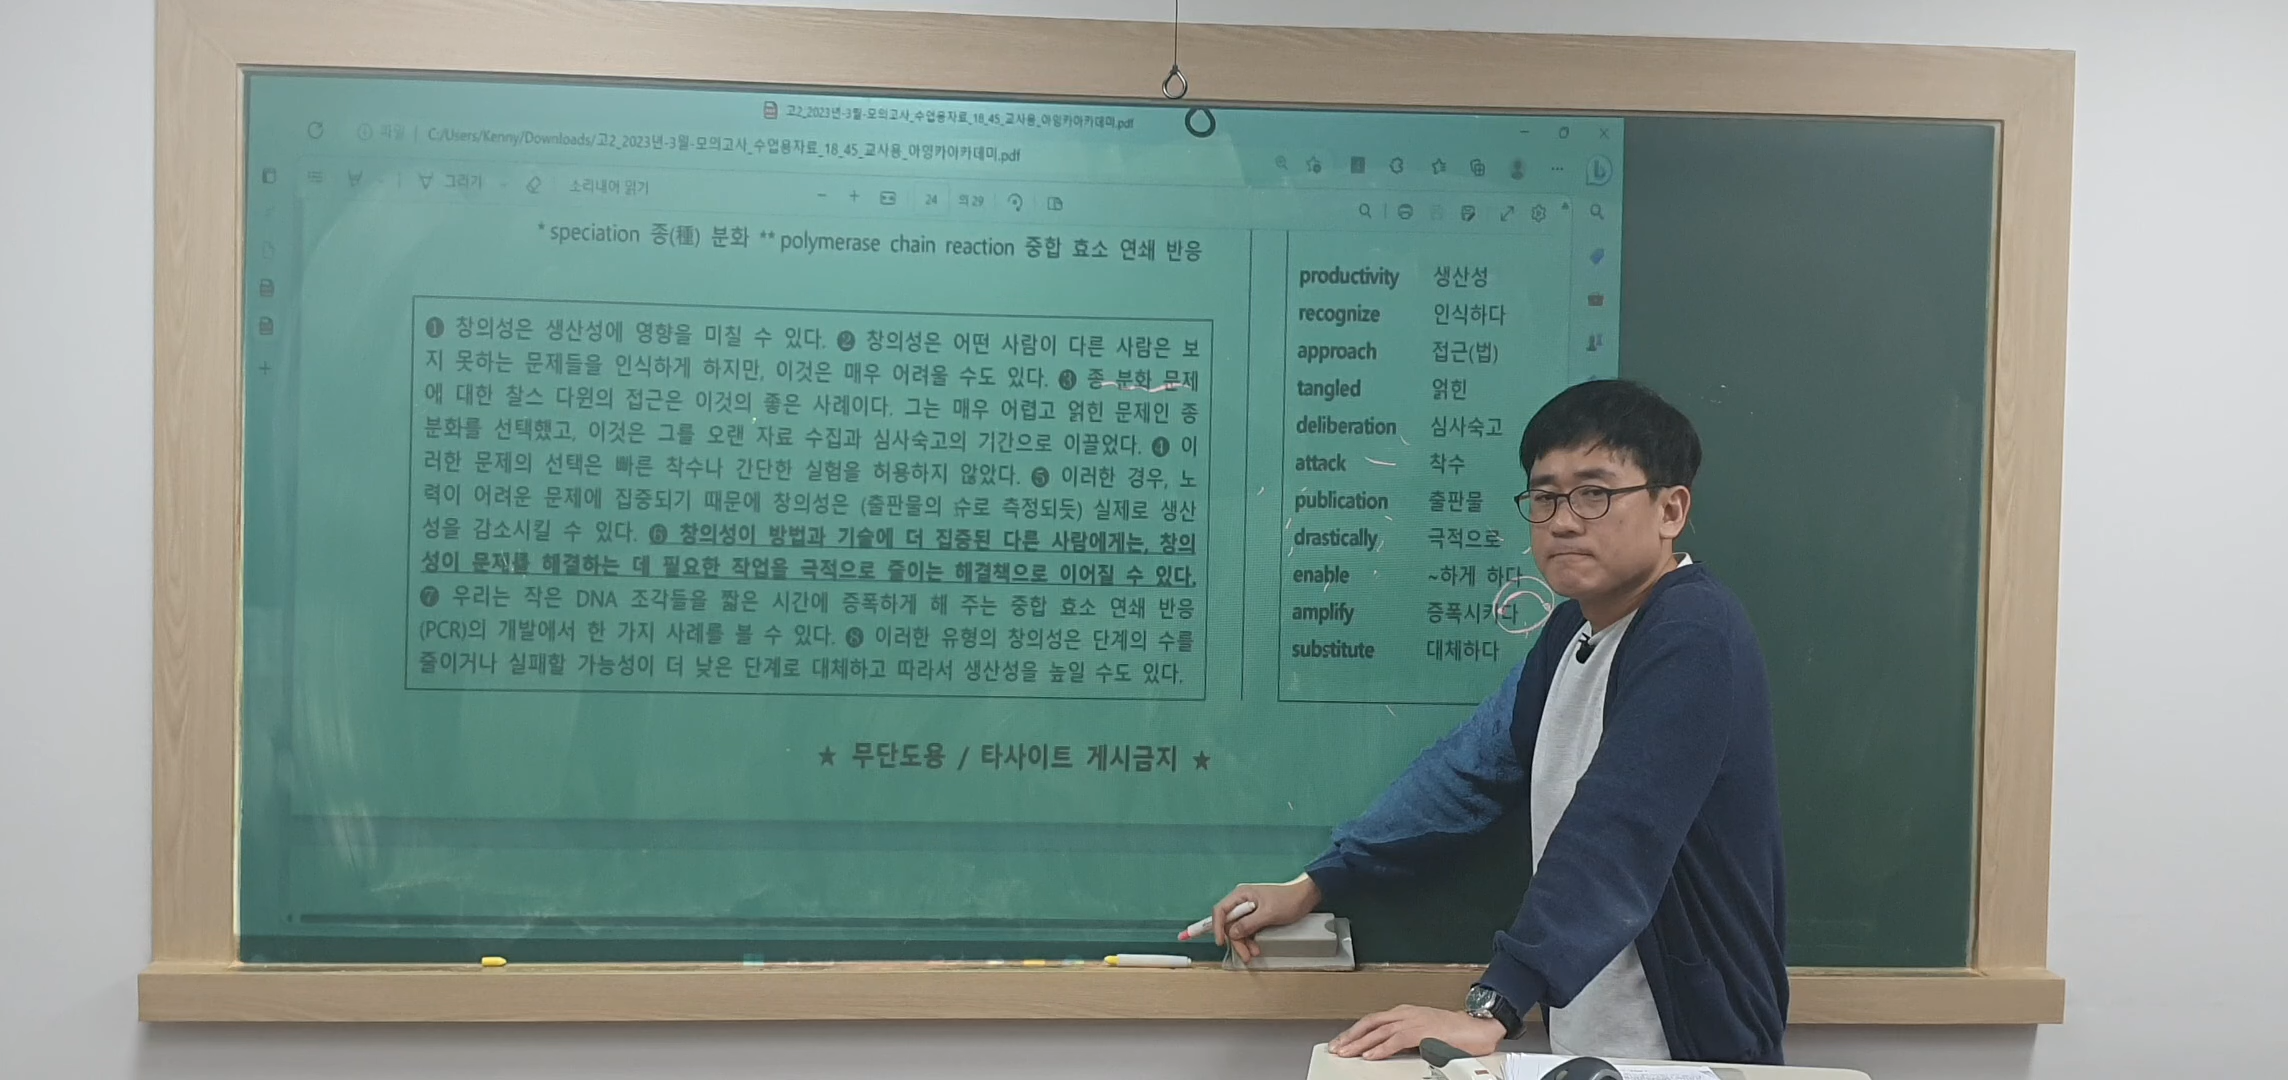 고2_2023년-3월-모의고사_수업용자료_18_45_교사용_아잉카아카데미.pdf
파일 | C:/Users/Kenny/Downloads/고2_2023년-3월-모의고사_수업용자료_18_45_교사용_아잉카아카데미.pdf
그리기 소리내어 읽기 24 의 29
* speciation 종(種) 분화 ** polymerase chain reaction 중합 효소 연쇄 반응
❶ 창의성은 생산성에 영향을 미칠 수 있다. ❷ 창의성은 어떤 사람이 다른 사람은 보
지 못하는 문제들을 인식하게 하지만, 이것은 매우 어려울 수도 있다. ❸ 종 분화 문제
에 대한 찰스 다윈의 접근은 이것의 좋은 사례이다. 그는 매우 어렵고 얽힌 문제인 종
분화를 선택했고, 이것은 그를 오랜 자료 수집과 심사숙고의 기간으로 이끌었다. ❹ 이
러한 문제의 선택은 빠른 착수나 간단한 실험을 허용하지 않았다. ❺ 이러한 경우, 노
력이 어려운 문제에 집중되기 때문에 창의성은 (출판물의 수로 측정되듯) 실제로 생산
성을 감소시킬 수 있다. ❻ 창의성이 방법과 기술에 더 집중된 다른 사람에게는, 창의
성이 문제를 해결하는 데 필요한 작업을 극적으로 줄이는 해결책으로 이어질 수 있다.
❼ 우리는 작은 DNA 조각들을 짧은 시간에 증폭하게 해 주는 중합 효소 연쇄 반응
(PCR)의 개발에서 한 가지 사례를 볼 수 있다. ❽ 이러한 유형의 창의성은 단계의 수를
줄이거나 실패할 가능성이 더 낮은 단계로 대체하고 따라서 생산성을 높일 수도 있다.
productivity 생산성
recognize 인식하다
approach 접근(법)
tangled 얽힌
deliberation 심사숙고
attack 착수
publication 출판물
drastically 극적으로
enable ~하게 하다
amplify 증폭시키다
substitute 대체하다
★ 무단도용 / 타사이트 게시금지 ★